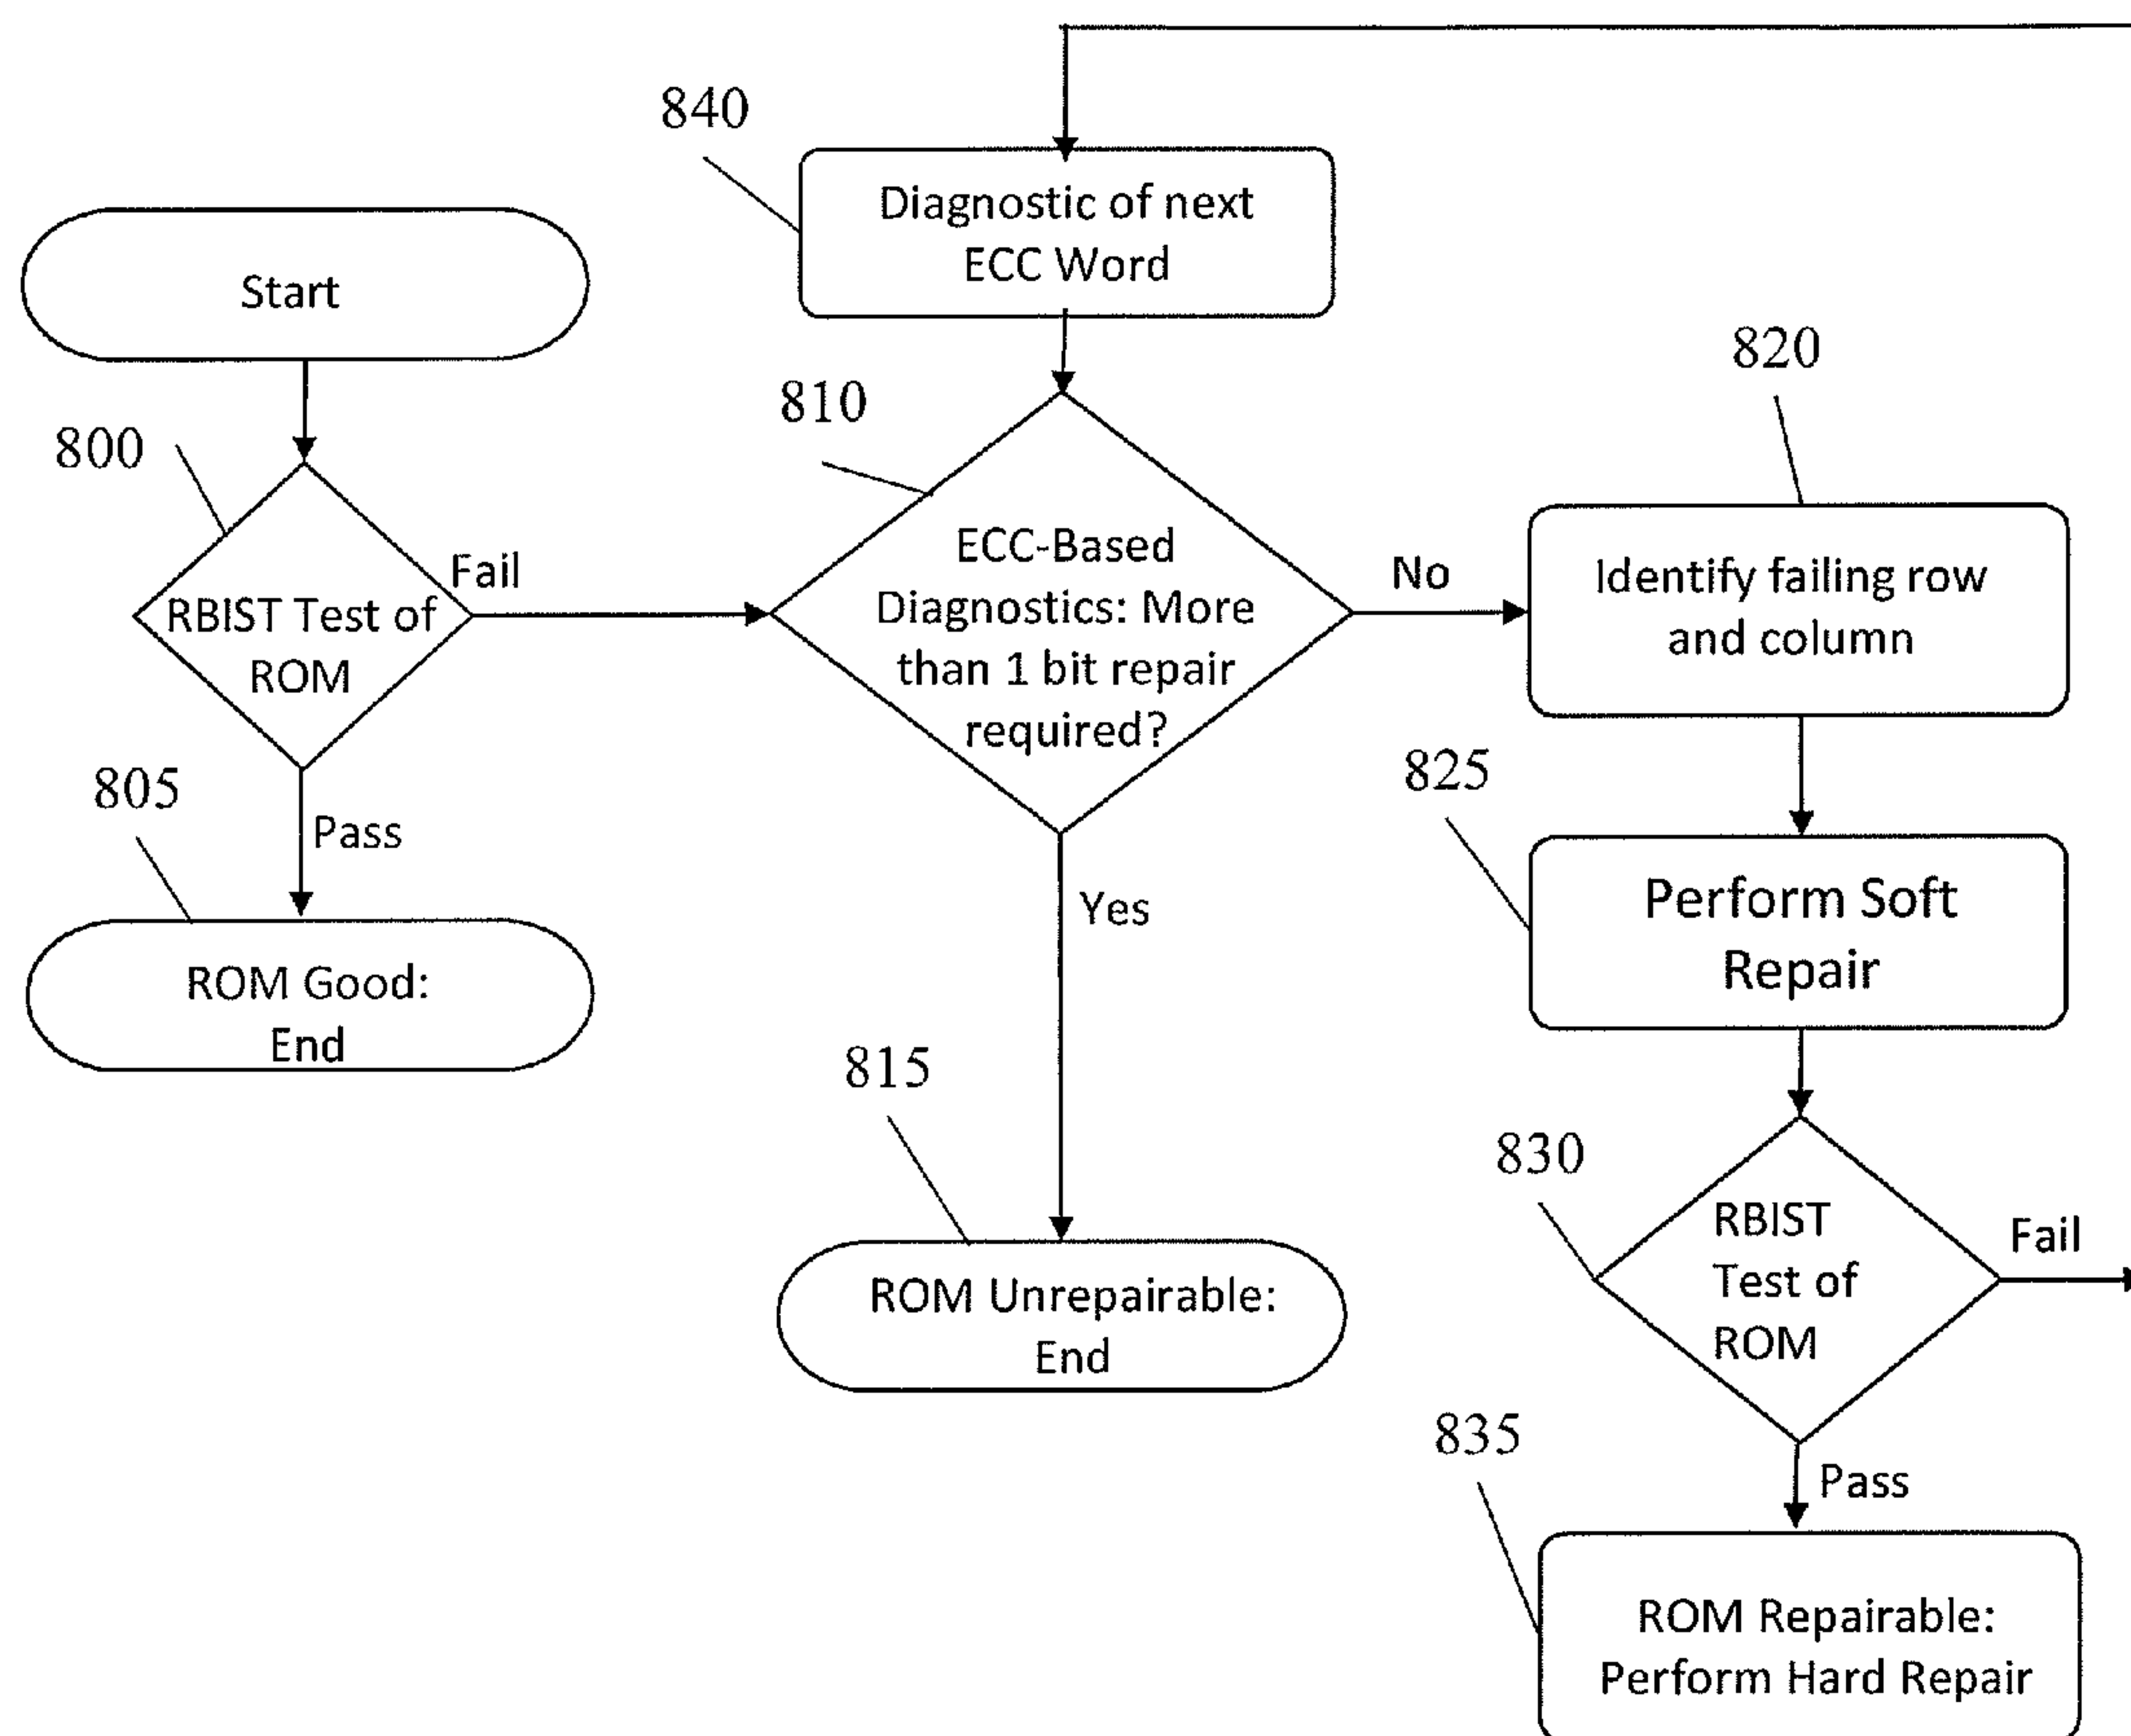 840
Diagnostic of next
ECC Word
Start
800
RBIST Test of
ROM
Fail
Pass
805
ROM Good:
End
810
ECC-Based
Diagnostics: More
than 1 bit repair
required?
No
Yes
815
ROM Unrepairable:
End
820
Identify failing row
and column
825
Perform Soft
Repair
830
RBIST
Test of
ROM
Fail
Pass
835
ROM Repairable:
Perform Hard Repair